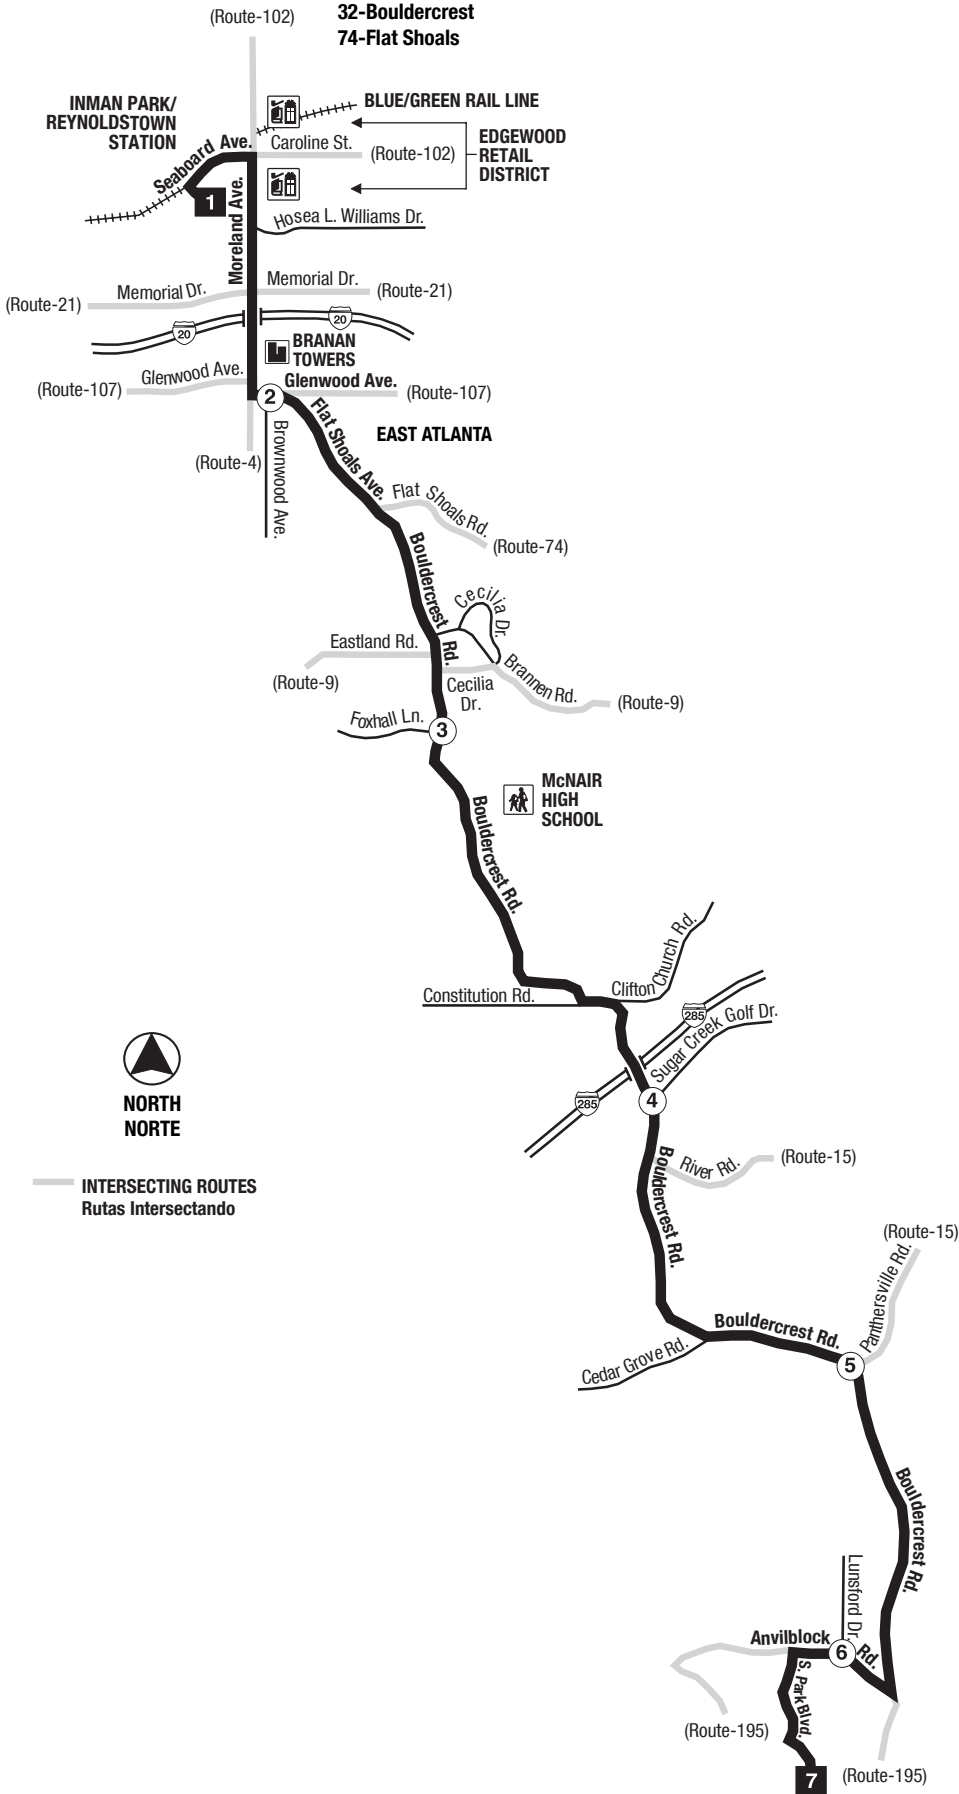 32-Bouldercrest
74-Flat Shoals
(Route-102)
INMAN PARK/
REYNOLDSTOWN
STATION
BLUE/GREEN RAIL LINE
EDGEWOOD
RETAIL
DISTRICT
Seaboard Ave.
Caroline St.
(Route-102)
1
Moreland Ave.
Hosea L. Williams Dr.
Memorial Dr.
(Route-21)
Memorial Dr.
(Route-21)
20
20
BRANAN
TOWERS
Glenwood Ave.
(Route-107)
Glenwood Ave.
(Route-107)
2
Flat Shoals Ave.
EAST ATLANTA
(Route-4)
Brownwood Ave.
Flat Shoals Rd.
(Route-74)
Bouldercrest Rd.
Cecilia Dr.
Eastland Rd.
(Route-9)
Cecilia
Dr.
Brannen Rd.
(Route-9)
Foxhall Ln.
3
McNAIR
HIGH
SCHOOL
Bouldercrest Rd.
Clifton Church Rd.
Constitution Rd.
285
Sugar Creek Golf Dr.
285
4
NORTH
NORTE
INTERSECTING ROUTES
Rutas Intersectando
River Rd.
(Route-15)
Bouldercrest Rd.
(Route-15)
Panthersville Rd.
Bouldercrest Rd.
Cedar Grove Rd.
5
Bouldercrest Rd.
Lunsford Dr.
Anvilblock Rd.
6
S. Park Blvd.
(Route-195)
7
(Route-195)